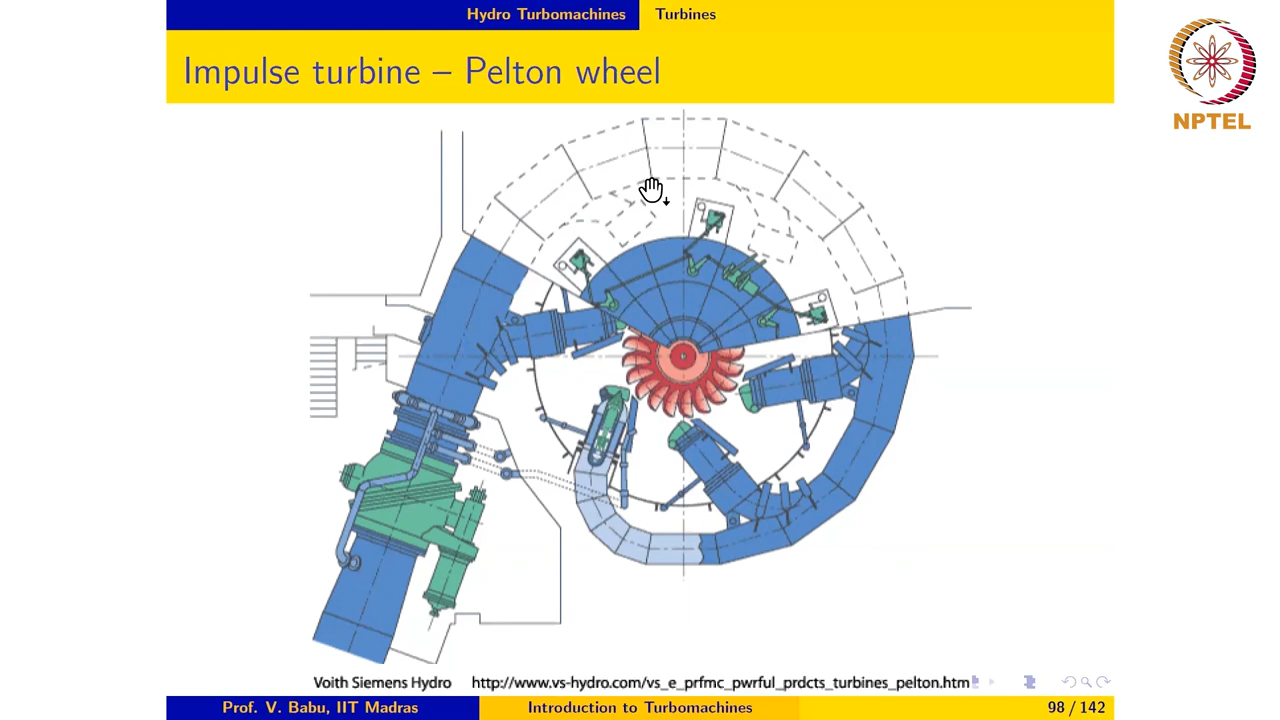 Hydro Turbomachines Turbines
Impulse turbine – Pelton wheel
NPTEL
Voith Siemens Hydro http://www.vs-hydro.com/vs_e_prfmc_pwrful_prdcts_turbines_pelton.htm
Prof. V. Babu, IIT Madras Introduction to Turbomachines 98 / 142